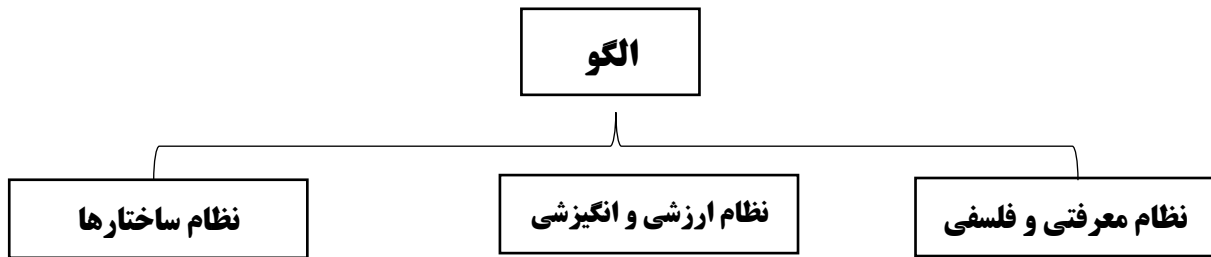 الگو
نظام معرفتی و فلسفی
نظام ارزشی و انگیزشی
نظام ساختارها